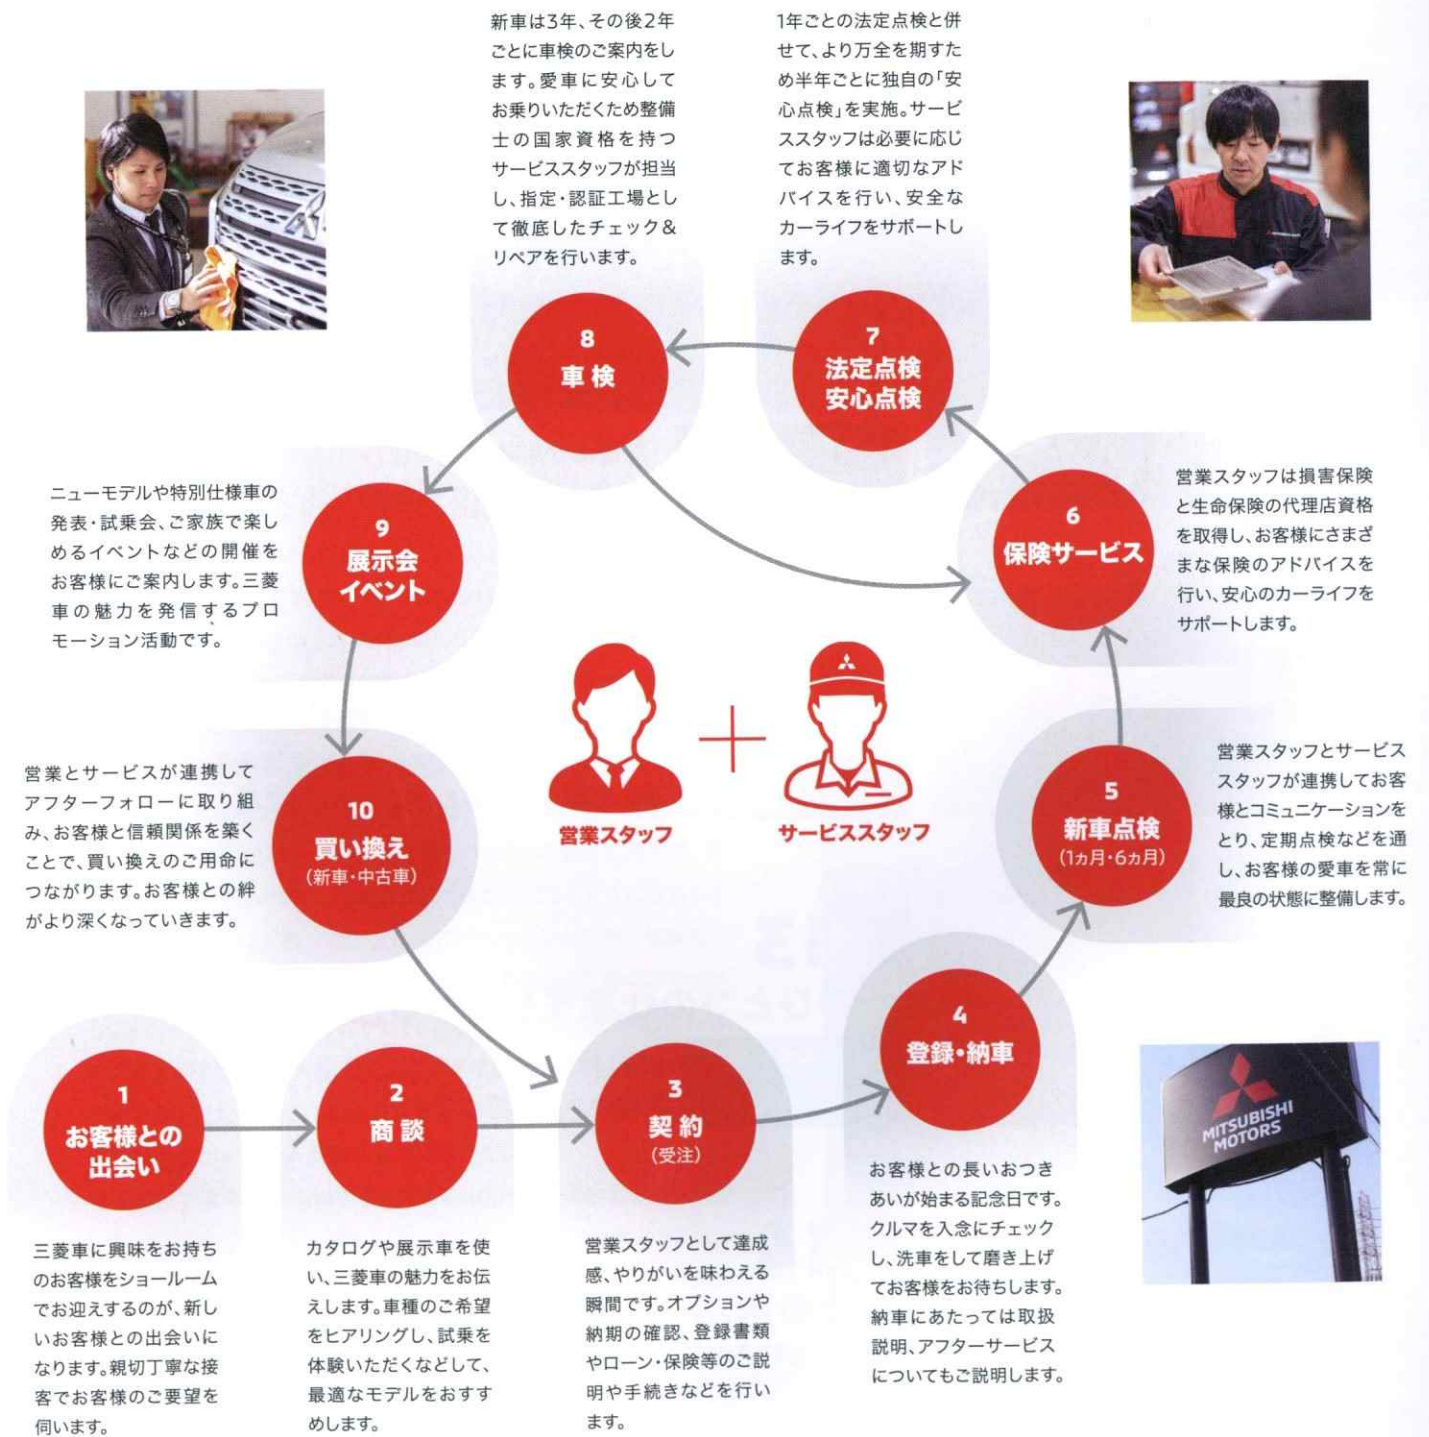 新車は3年、その後2年
ごとに車検のご案内をし
ます。愛車に安心して
お乗りいただくため整備
士の国家資格を持つ
サービススタッフが担当
し、指定・認証工場とし
て徹底したチェック＆
リペアを行います。
1年ごとの法定点検と併
せて、より万全を期すた
め半年ごとに独自の「安
心点検」を実施。サービ
ススタッフは必要に応じ
てお客様に適切なアド
バイスを行い、安全な
カーライフをサポートし
ます。
8
車検
7
法定点検
安心点検
ニューモデルや特別仕様車の
発表・試乗会、ご家族で楽し
めるイベントなどの開催を
お客様にご案内します。三菱
車の魅力を発信するプロ
モーション活動です。
9
展示会
イベント
6
保険サービス
営業スタッフは損害保険
と生命保険の代理店資格
を取得し、お客様にさまざ
まな保険のアドバイスを
行い、安心のカーライフを
サポートします。
営業とサービスが連携して
アフターフォローに取り組
み、お客様と信頼関係を築く
ことで、買い換えのご用命に
つながります。お客様との絆
がより深くなっていきます。
10
買い換え
(新車・中古車)
営業スタッフ
サービススタッフ
5
新車点検
(1ヵ月・6ヵ月)
営業スタッフとサービス
スタッフが連携してお客
様とコミュニケーションを
とり、定期点検などを通
し、お客様の愛車を常に
最良の状態に整備します。
1
お客様との
出会い
2
商談
3
契約
(受注)
4
登録・納車
MITSUBISHI
MOTORS
三菱車に興味をお持ち
のお客様をショールーム
でお迎えするのが、新し
いお客様との出会いに
なります。親切丁寧な接
客でお客様のご要望を
伺います。
カタログや展示車を使
い、三菱車の魅力をお伝
えします。車種のご希望
をヒアリングし、試乗を
体験いただくなどして、
最適なモデルをおすす
めします。
営業スタッフとして達成
感、やりがいを味わえる
瞬間です。オプションや
納期の確認、登録書類
やローン・保険等のご説
明や手続きなどを行い
ます。
お客様との長いおつき
あいが始まる記念日です。
クルマを入念にチェック
し、洗車をして磨き上げ
てお客様をお待ちします。
納車にあたっては取扱
説明、アフターサービス
についてもご説明します。